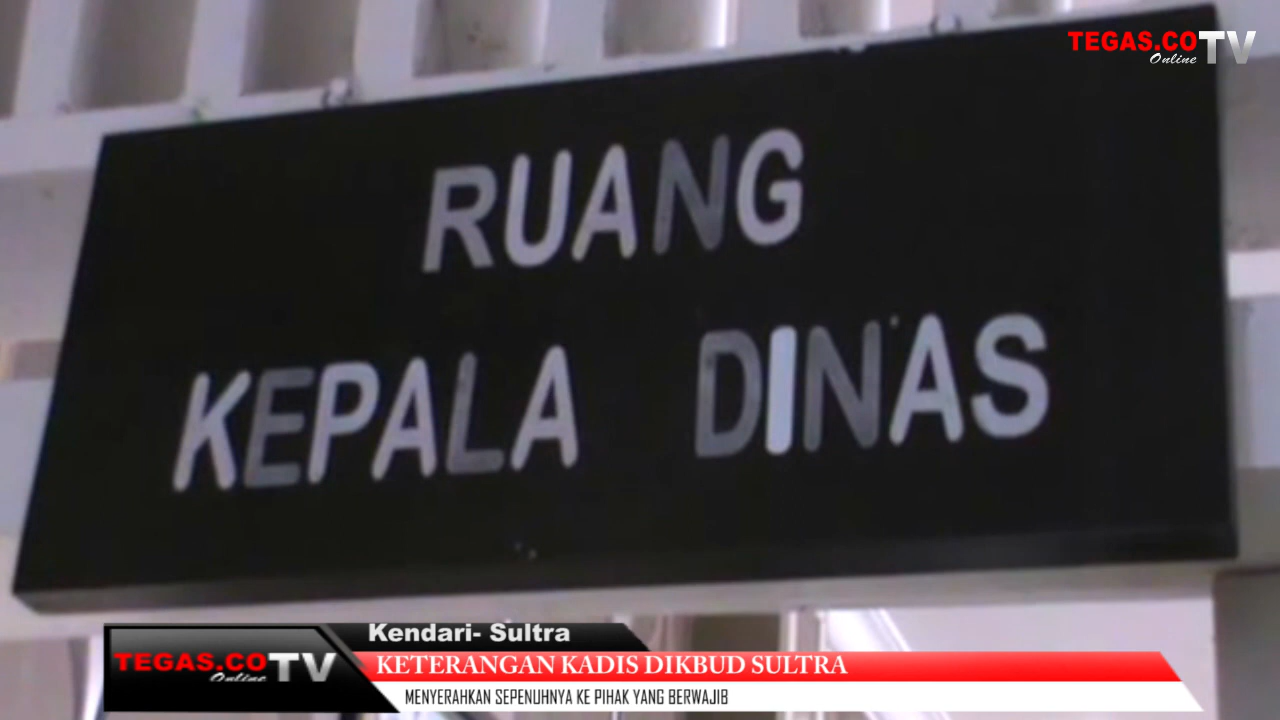 TEGAS.CO TV
Online
RUANG
KEPALA DINAS
Kendari- Sultra
TEGAS.CO TV
Online
KETERANGAN KADIS DIKBUD SULTRA
MENYERAHKAN SEPENUHNYA KE PIHAK YANG BERWAJIB